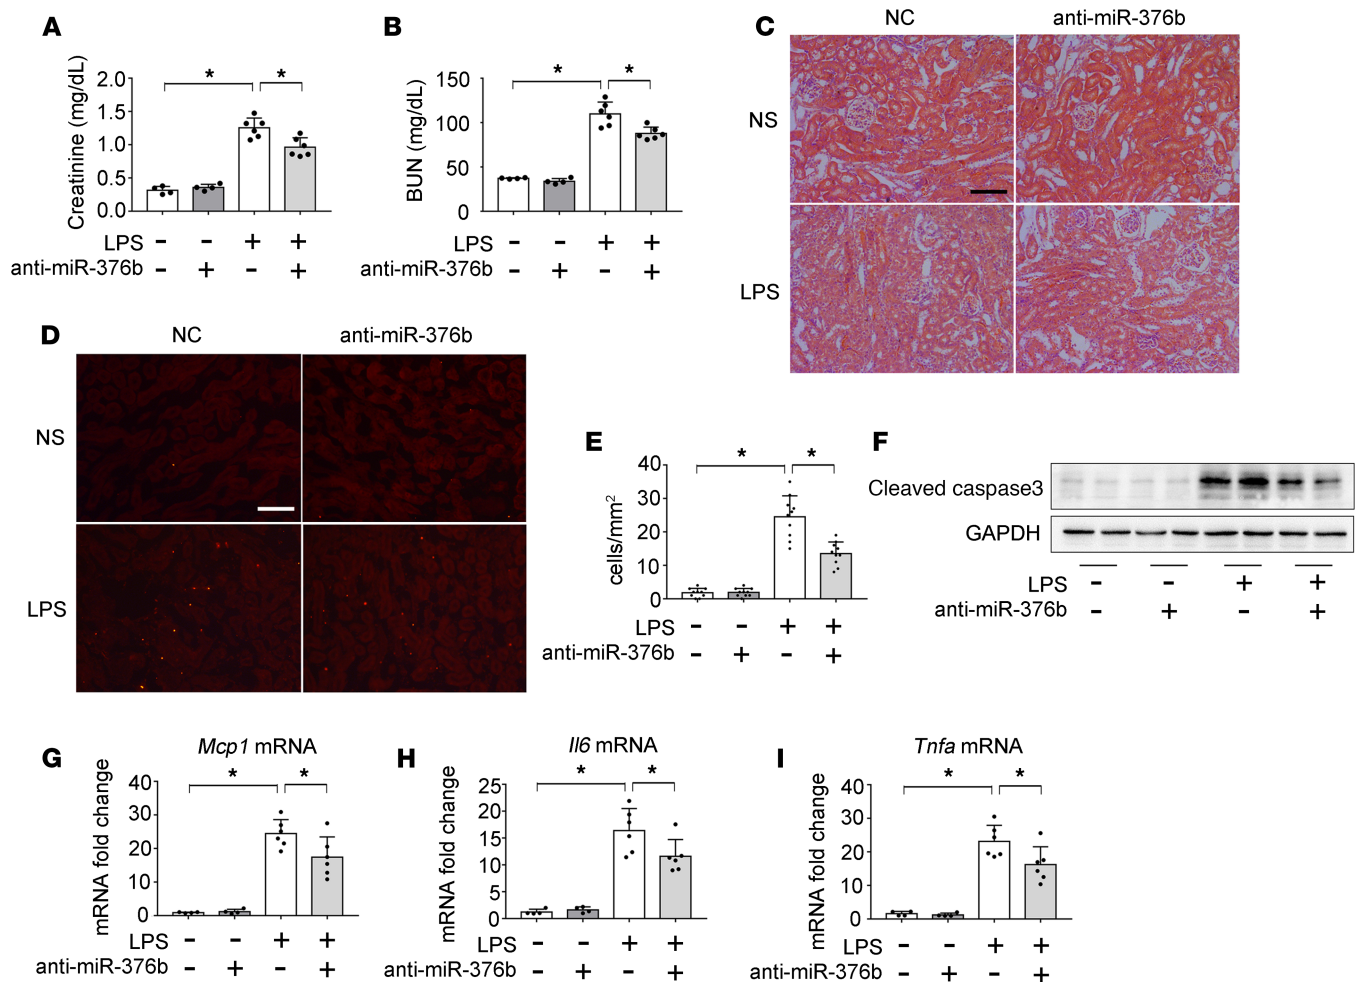 A
Creatinine (mg/dL)
2.0
1.5
1.0
0.5
0.0
* *
LPS - - + +
anti-miR-376b - + - +
B
BUN (mg/dL)
150
100
50
0
* *
LPS - - + +
anti-miR-376b - + - +
C
NC anti-miR-376b
NS
LPS
D
NC anti-miR-376b
NS
LPS
E
cells/mm²
40
30
20
10
0
* *
LPS - - + +
anti-miR-376b - + - +
F
Cleaved caspase3
GAPDH
LPS - - + +
anti-miR-376b - + - +
G
Mcp1 mRNA
mRNA fold change
40
30
20
10
0
* *
LPS - - + +
anti-miR-376b - + - +
H
Il6 mRNA
mRNA fold change
25
20
15
10
5
0
* *
LPS - - + +
anti-miR-376b - + - +
I
Tnfa mRNA
mRNA fold change
40
30
20
10
0
* *
LPS - - + +
anti-miR-376b - + - +